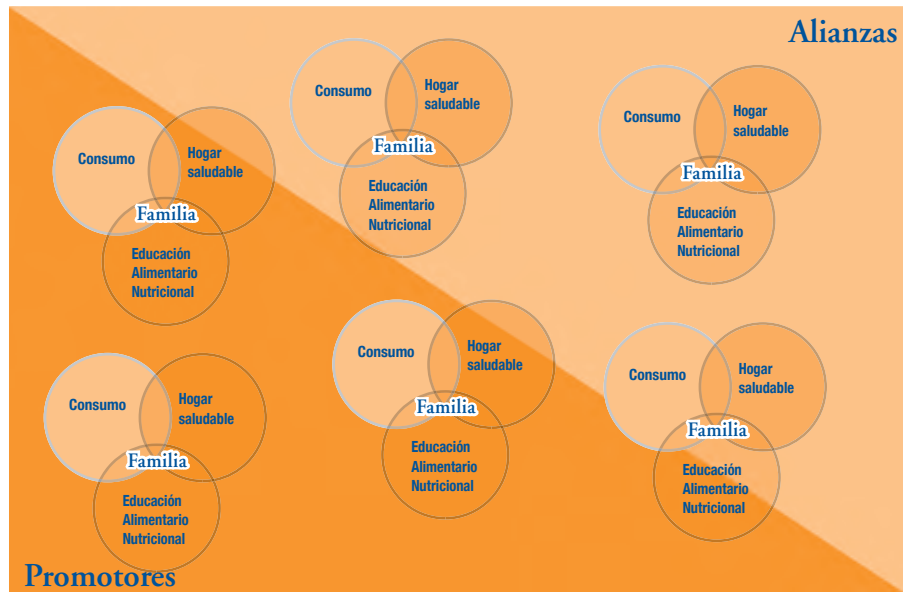 Alianzas
Consumo
Hogar
saludable
Familia
Educación
Alimentario
Nutricional
Consumo
Hogar
saludable
Familia
Educación
Alimentario
Nutricional
Consumo
Hogar
saludable
Familia
Educación
Alimentario
Nutricional
Consumo
Hogar
saludable
Familia
Educación
Alimentario
Nutricional
Consumo
Hogar
saludable
Familia
Educación
Alimentario
Nutricional
Consumo
Hogar
saludable
Familia
Educación
Alimentario
Nutricional
Promotores